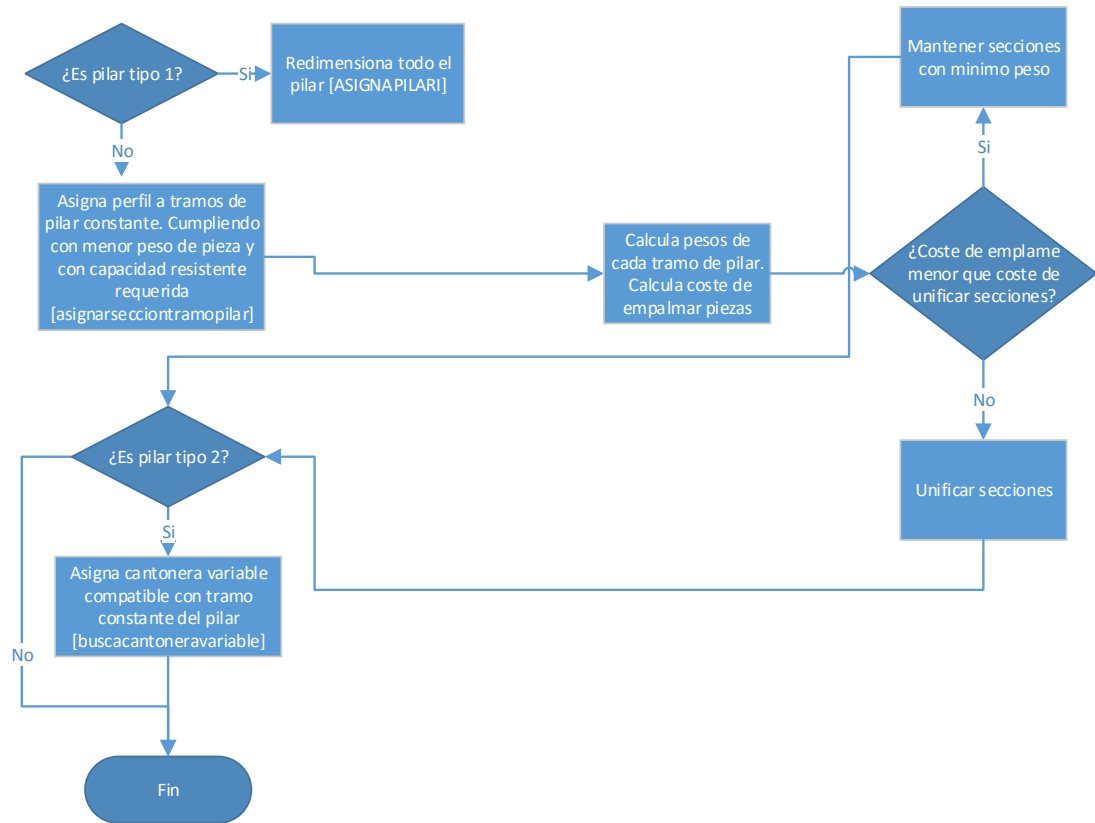 ¿Es pilar tipo 1?
Si
Redimensiona todo el
pilar [ASIGNAPILARI]
Mantener secciones
con minimo peso
No
Si
Asigna perfil a tramos de
pilar constante. Cumpliendo
con menor peso de pieza y
con capacidad resistente
requerida
[asignarsecciontramopilar]
Calcula pesos de
cada tramo de pilar.
Calcula coste de
empalmar piezas
¿Coste de emplame
menor que coste de
unificar secciones?
No
¿Es pilar tipo 2?
Unificar secciones
Si
Asigna cantonera variable
compatible con tramo
constante del pilar
[buscacantoneravariable]
No
Fin